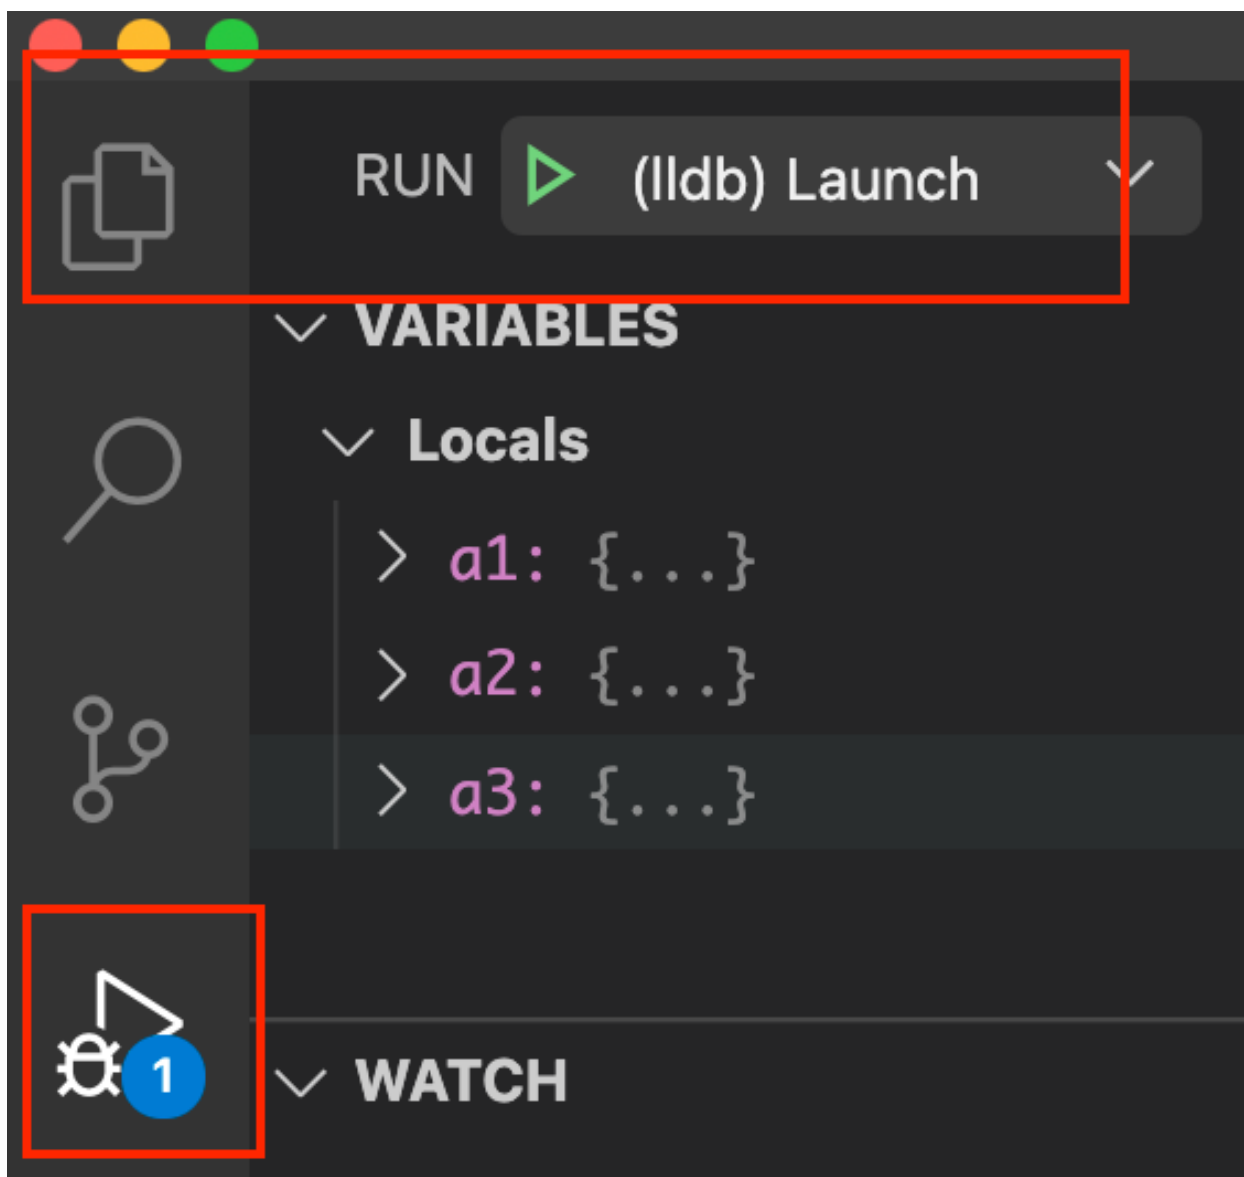 RUN (lldb) Launch
VARIABLES
Locals
a1: {...}
a2: {...}
a3: {...}
1
WATCH